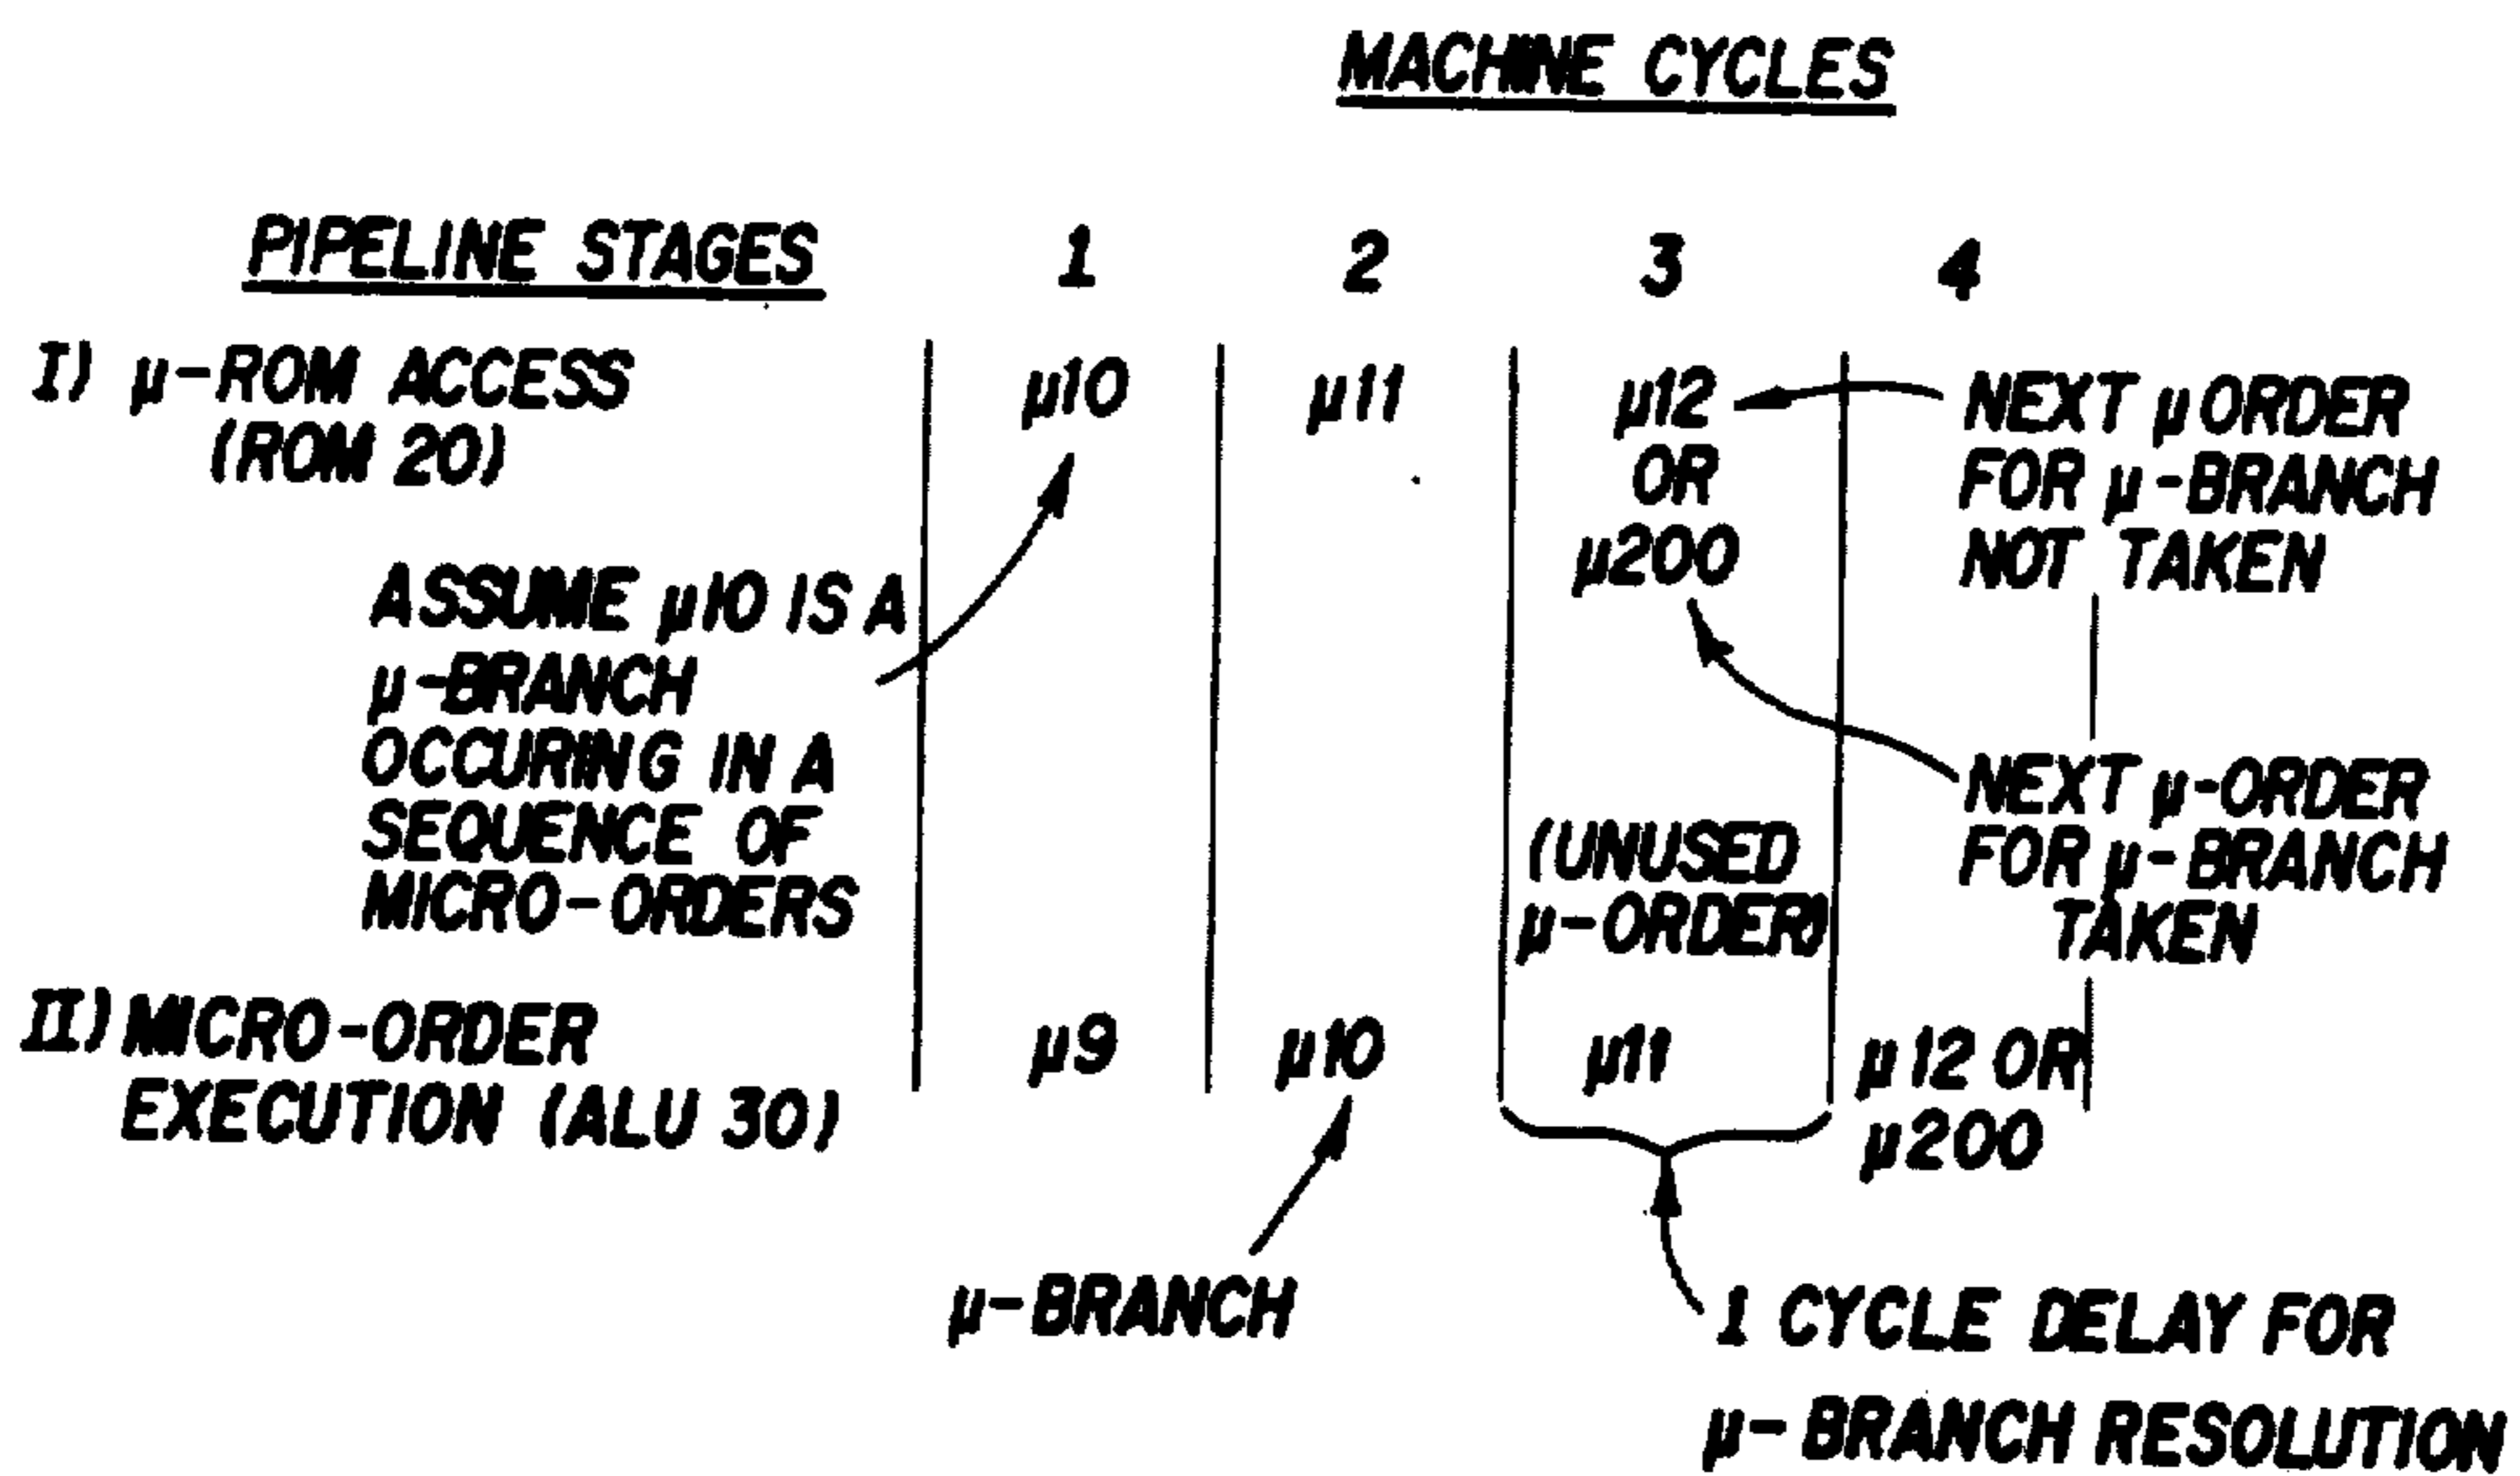 MACHINE CYCLES
PIPELINE STAGES 1 2 3 4
I) μ-ROM ACCESS
(ROM 20)
μ10
μ11
μ12
OR
μ200
NEXT μ ORDER
FOR μ-BRANCH
NOT TAKEN
ASSUME μ10 IS A
μ-BRANCH
OCCURING IN A
SEQUENCE OF
MICRO-ORDERS
NEXT μ-ORDER
FOR μ-BRANCH
TAKEN
(UNUSED
μ-ORDER)
II) MICRO-ORDER
EXECUTION (ALU 30)
μ9
μ10
μ11
μ12 OR
μ200
μ-BRANCH
1 CYCLE DELAY FOR
μ-BRANCH RESOLUTION